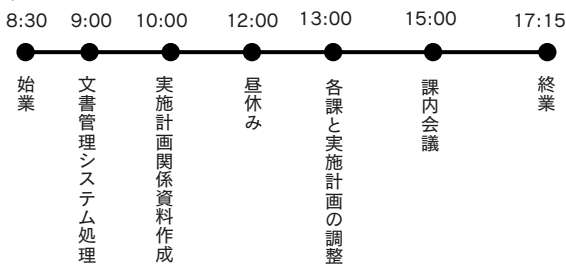 8:30 9:00 10:00 12:00 13:00 15:00 17:15
始業
文書管理システム処理
実施計画関係資料作成
昼休み
各課と実施計画の調整
課内会議
終業